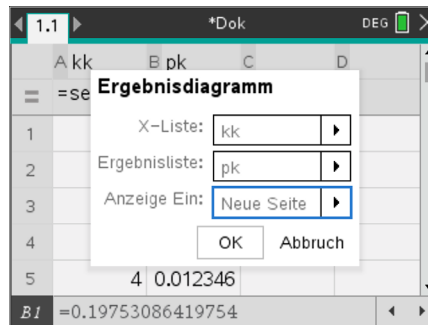 1.1 *Dok DEG
A kk B pk C D
= =se
Ergebnisdiagramm
X-Liste: kk
Ergebnisliste: pk
Anzeige Ein: Neue Seite
OK Abbruch
1
2
3
4
5 4 0.012346
B1 =0.19753086419754